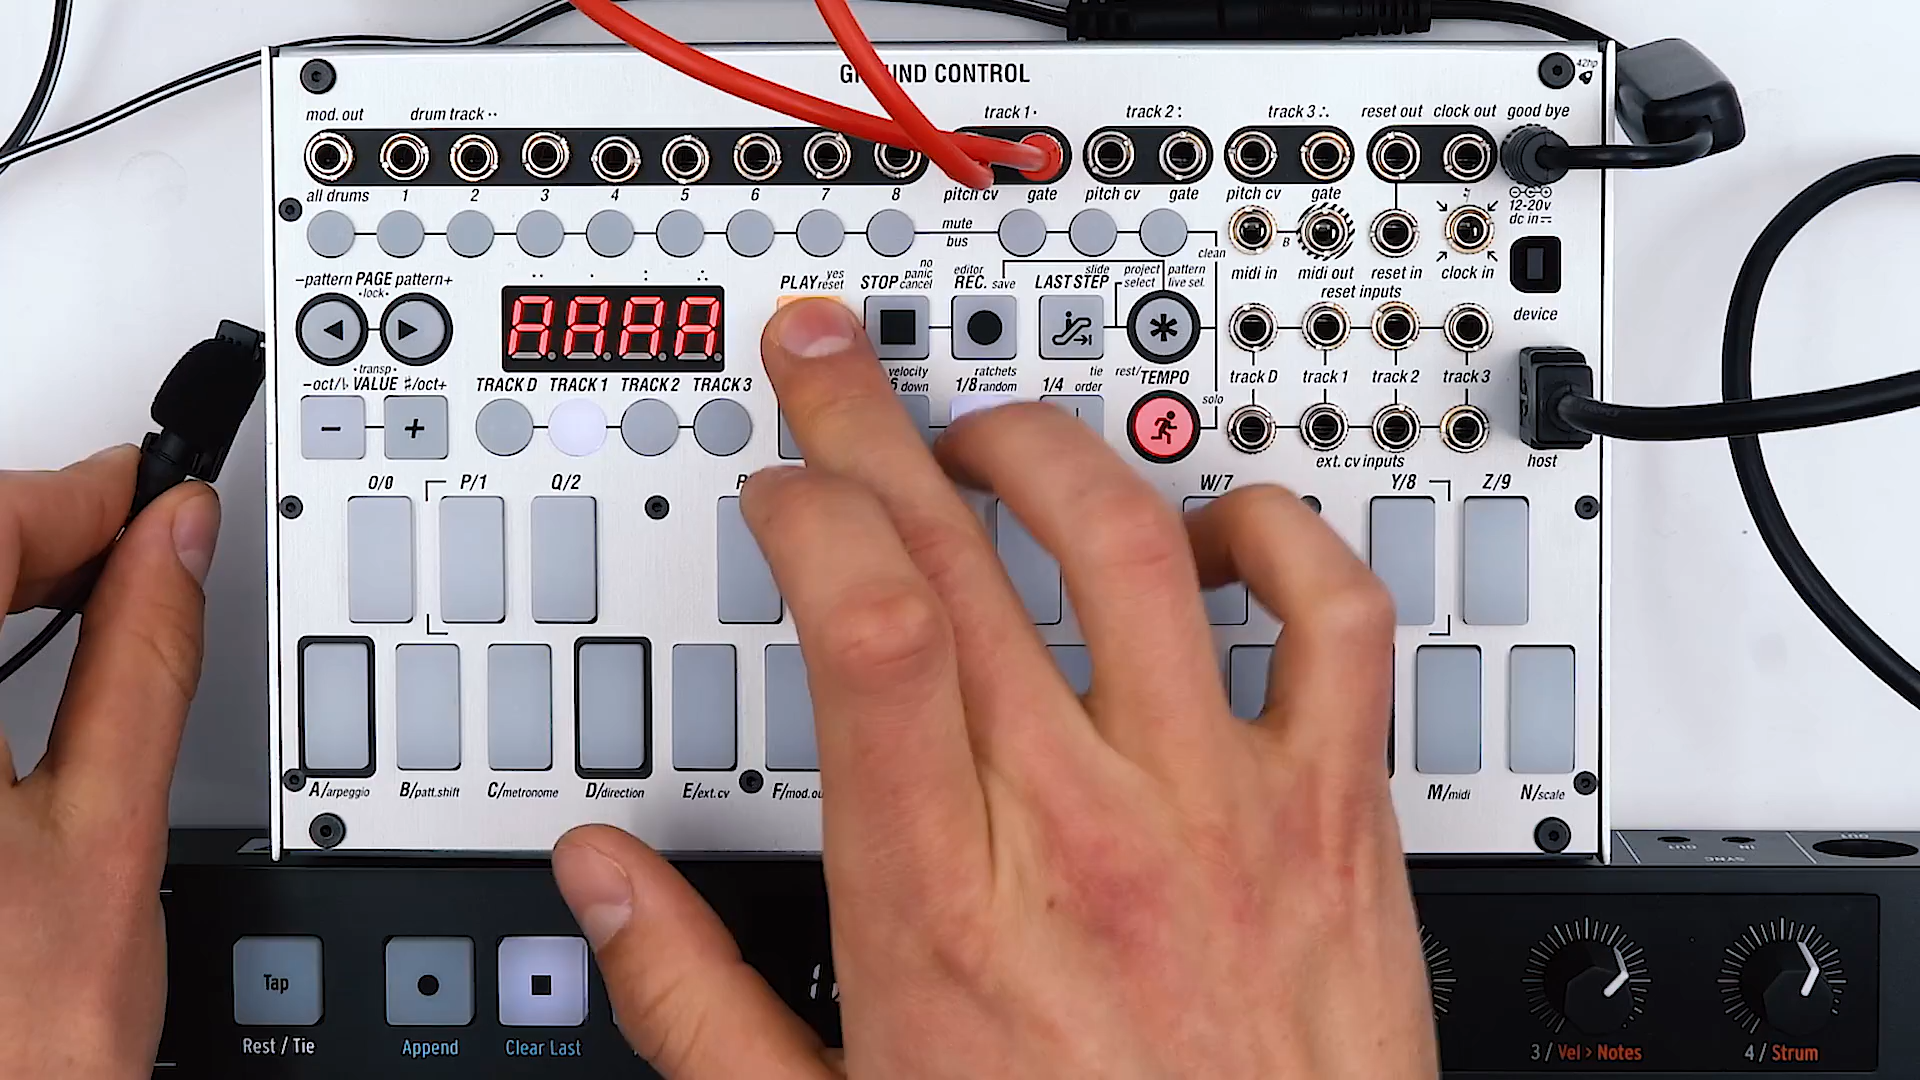 GROUND CONTROL
42hp
mod. out
drum track
track 1
track 2
track 3
reset out
clock out
good bye
all drums
1
2
3
4
5
6
7
8
pitch cv
gate
pitch cv
gate
pitch cv
gate
12-20v
dc in
mute
bus
clean
B
midi in
midi out
reset in
clock in
-pattern PAGE pattern+
lock
PLAY yes reset
STOP no panic cancel
editor REC. save
slide LAST STEP
project select
pattern live sel.
reset inputs
device
AAAA
transp
-oct/♭ VALUE ♯/oct+
TRACK D
TRACK 1
TRACK 2
TRACK 3
velocity
down
ratchets
1/8 random
tie
1/4 order
rest/
TEMPO
solo
track D
track 1
track 2
track 3
ext. cv inputs
host
O/0
P/1
Q/2
W/7
Y/8
Z/9
A/arpeggio
B/patt.shift
C/metronome
D/direction
E/ext.cv
M/midi
N/scale
OUT
IN
SYNC
OUT
Tap
Rest / Tie
Append
Clear Last
3 / Vel > Notes
4 / Strum